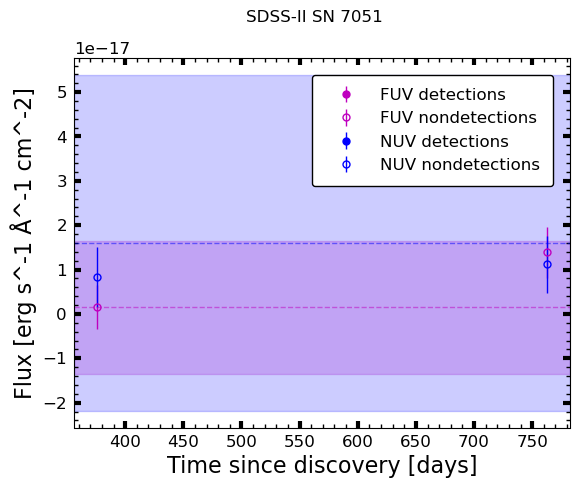 SDSS-II SN 7051
1e−17
FUV detections
FUV nondetections
NUV detections
NUV nondetections
5
4
3
2
1
0
−1
−2
Flux [erg s^-1 Å^-1 cm^-2]
400 450 500 550 600 650 700 750
Time since discovery [days]